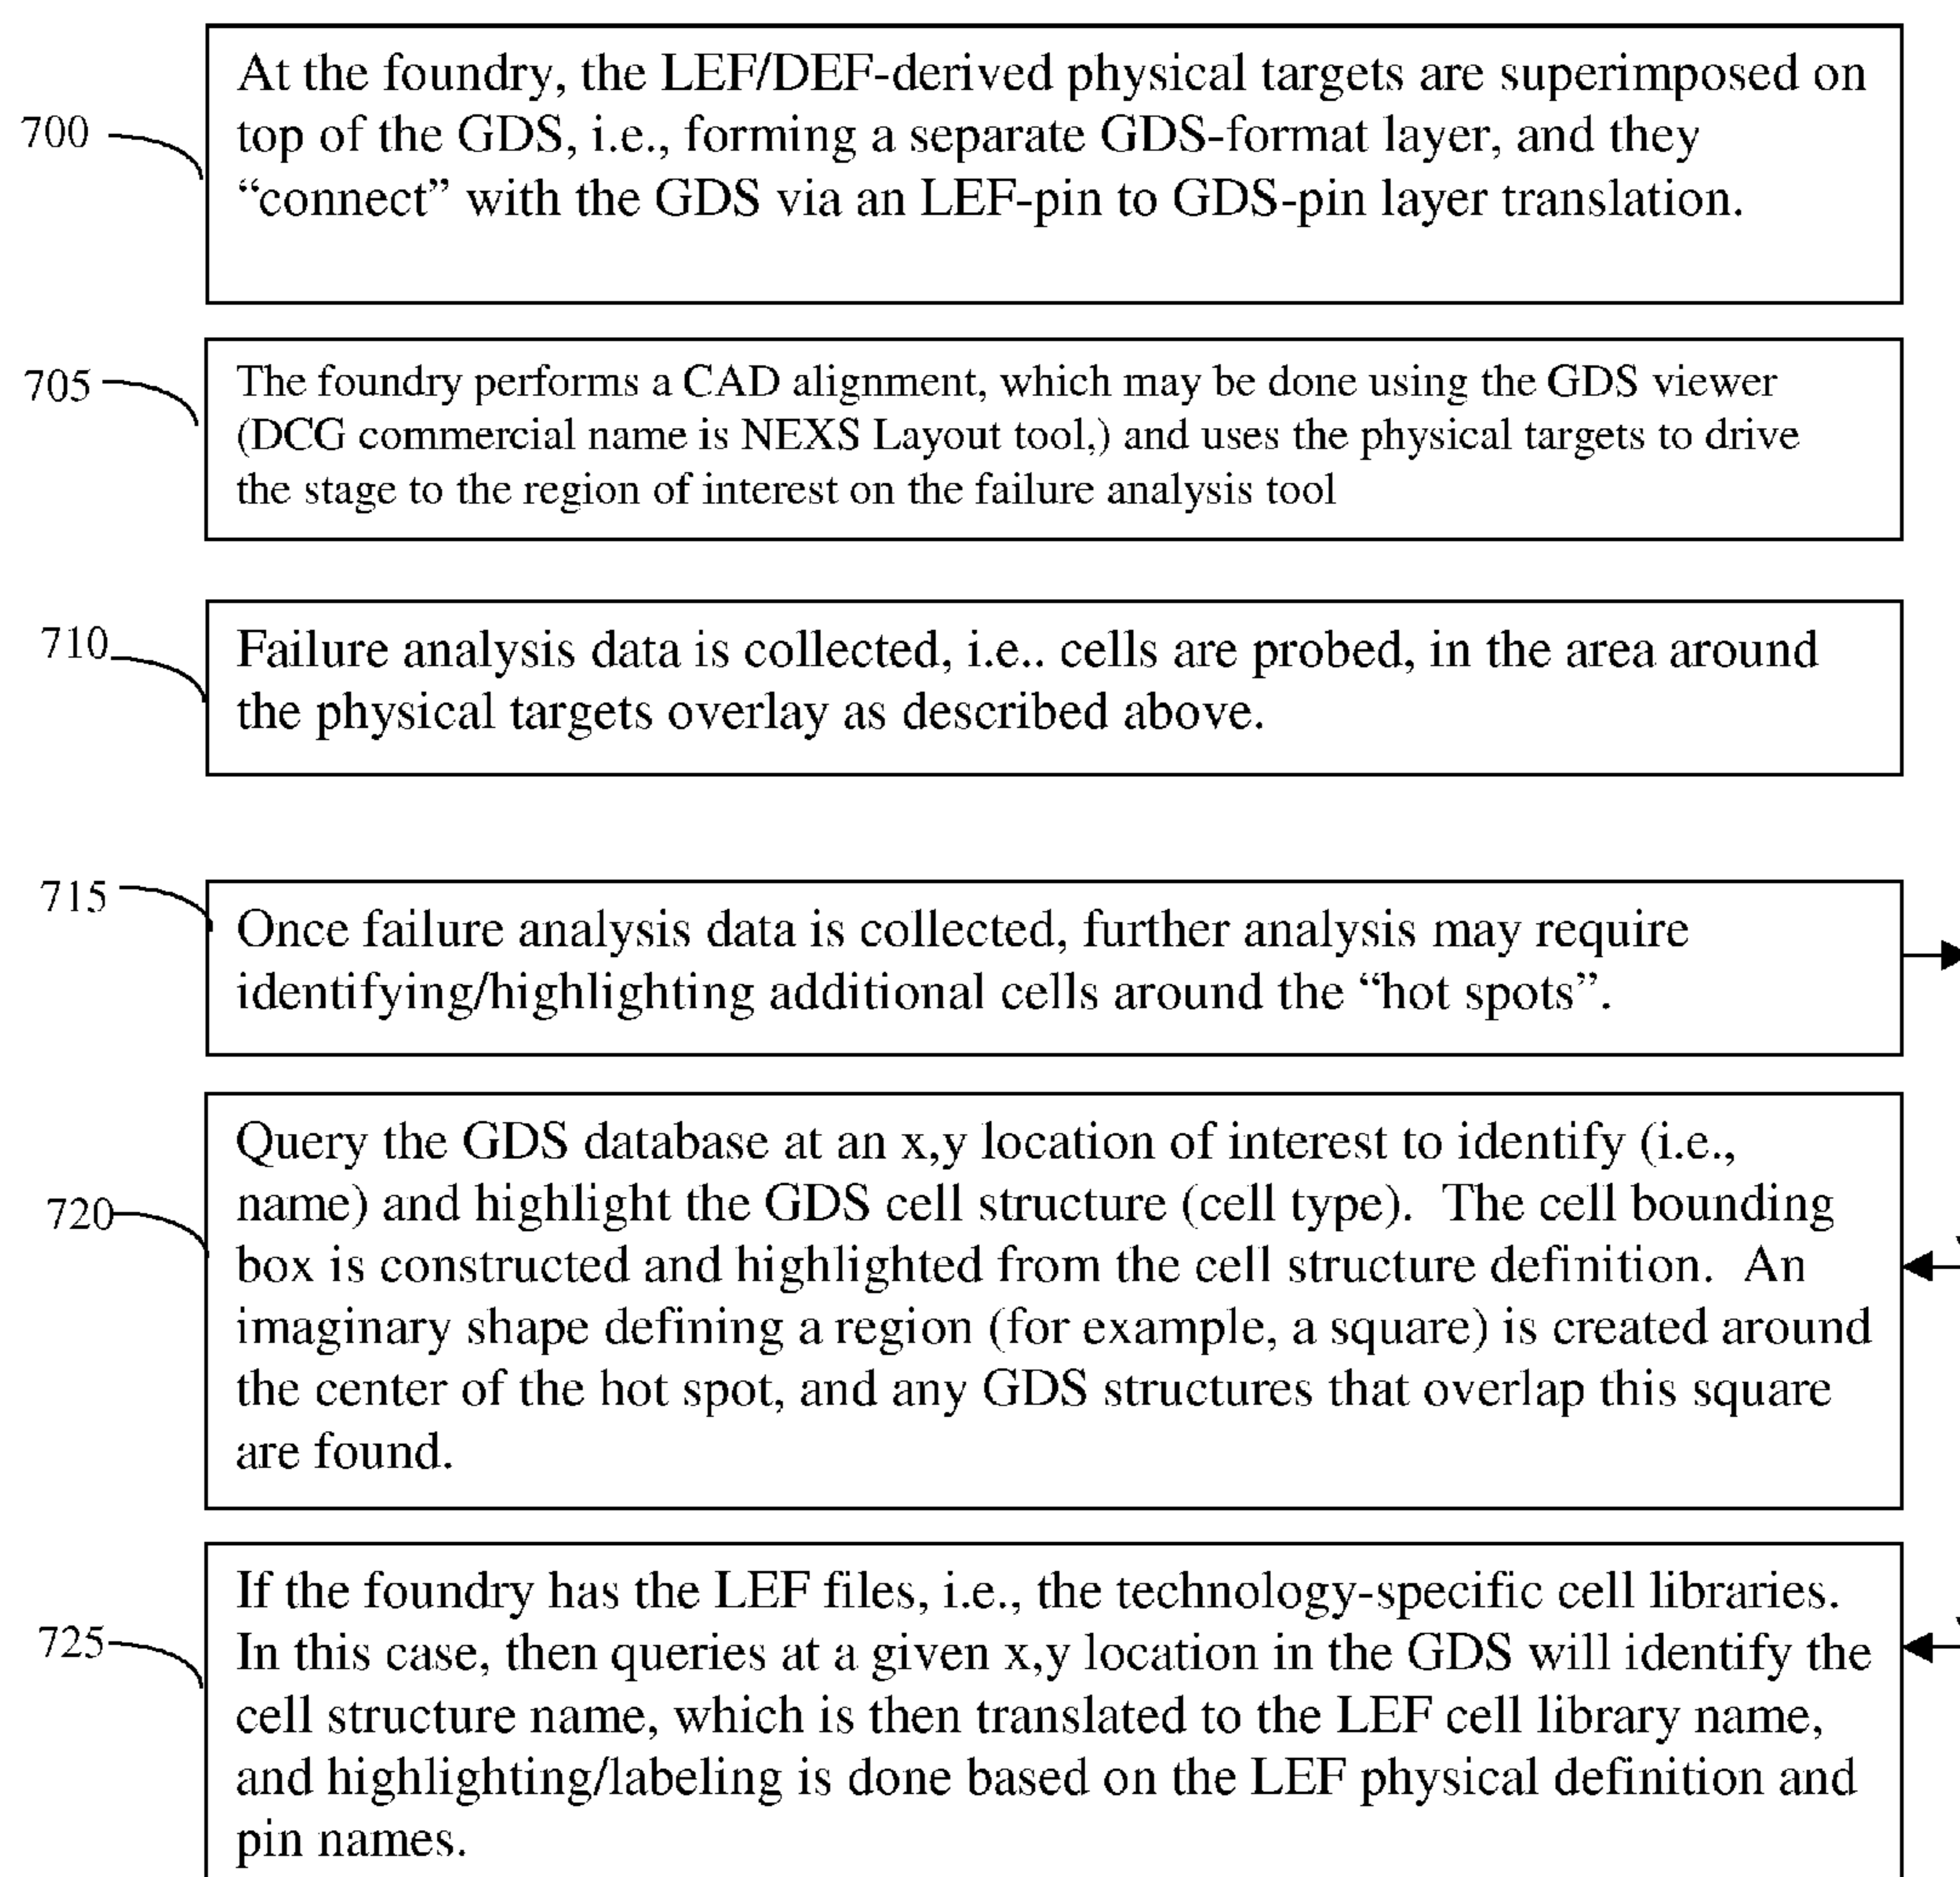 At the foundry, the LEF/DEF-derived physical targets are superimposed on
top of the GDS, i.e., forming a separate GDS-format layer, and they
“connect” with the GDS via an LEF-pin to GDS-pin layer translation.
700
The foundry performs a CAD alignment, which may be done using the GDS viewer
(DCG commercial name is NEXS Layout tool,) and uses the physical targets to drive
the stage to the region of interest on the failure analysis tool
705
Failure analysis data is collected, i.e.. cells are probed, in the area around
the physical targets overlay as described above.
710
Once failure analysis data is collected, further analysis may require
identifying/highlighting additional cells around the “hot spots”.
715
Query the GDS database at an x,y location of interest to identify (i.e.,
name) and highlight the GDS cell structure (cell type).  The cell bounding
box is constructed and highlighted from the cell structure definition.  An
imaginary shape defining a region (for example, a square) is created around
the center of the hot spot, and any GDS structures that overlap this square
are found.
720
If the foundry has the LEF files, i.e., the technology-specific cell libraries.
In this case, then queries at a given x,y location in the GDS will identify the
cell structure name, which is then translated to the LEF cell library name,
and highlighting/labeling is done based on the LEF physical definition and
pin names.
725